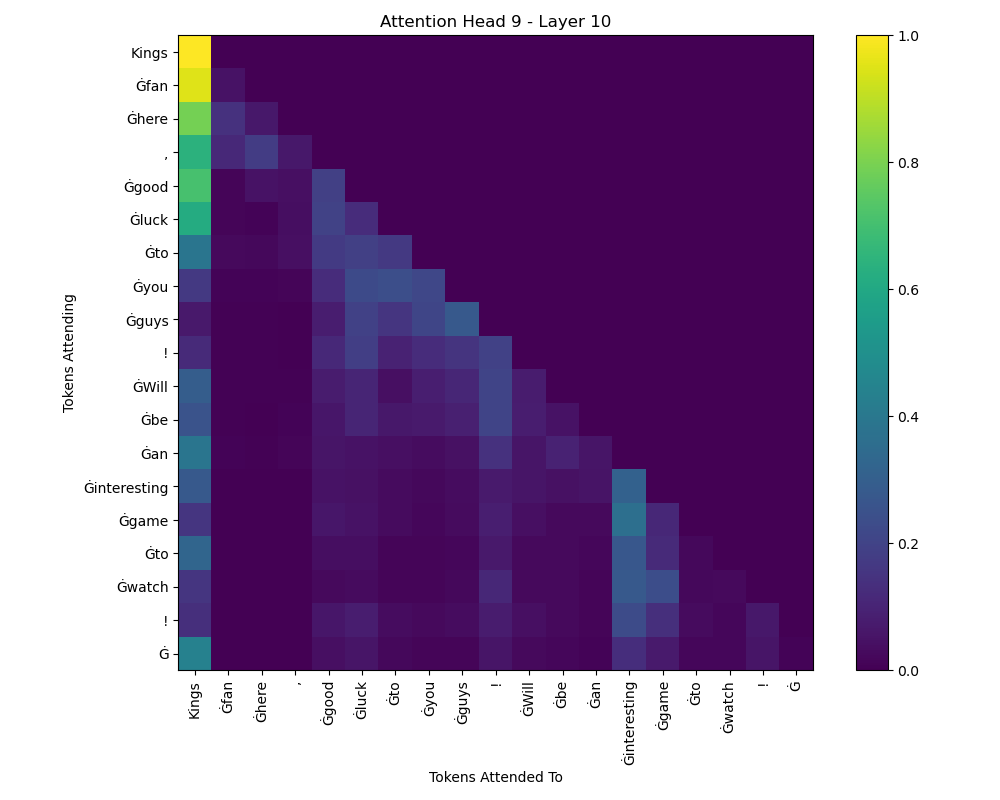 Attention Head 9 - Layer 10
Tokens Attending
Kings
Ġfan
Ġhere
,
Ġgood
Ġluck
Ġto
Ġyou
Ġguys
!
ĠWill
Ġbe
Ġan
Ġinteresting
Ġgame
Ġto
Ġwatch
!
Ġ
Kings
Ġfan
Ġhere
,
Ġgood
Ġluck
Ġto
Ġyou
Ġguys
!
ĠWill
Ġbe
Ġan
Ġinteresting
Ġgame
Ġto
Ġwatch
!
Ġ
Tokens Attended To
1.0
0.8
0.6
0.4
0.2
0.0